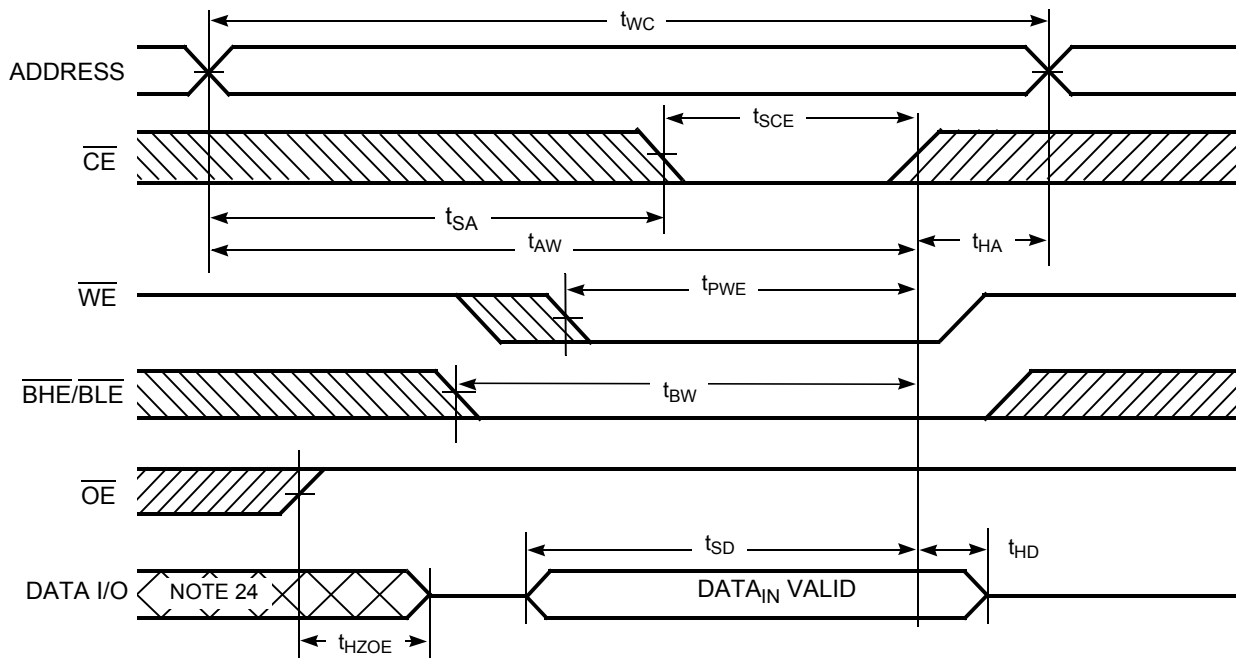 tWC
ADDRESS
tSCE
CE
tSA
tAW
tHA
WE
tPWE
BHE/BLE
tBW
OE
tSD
tHD
DATA I/O
NOTE 24
DATAIN VALID
tHZOE